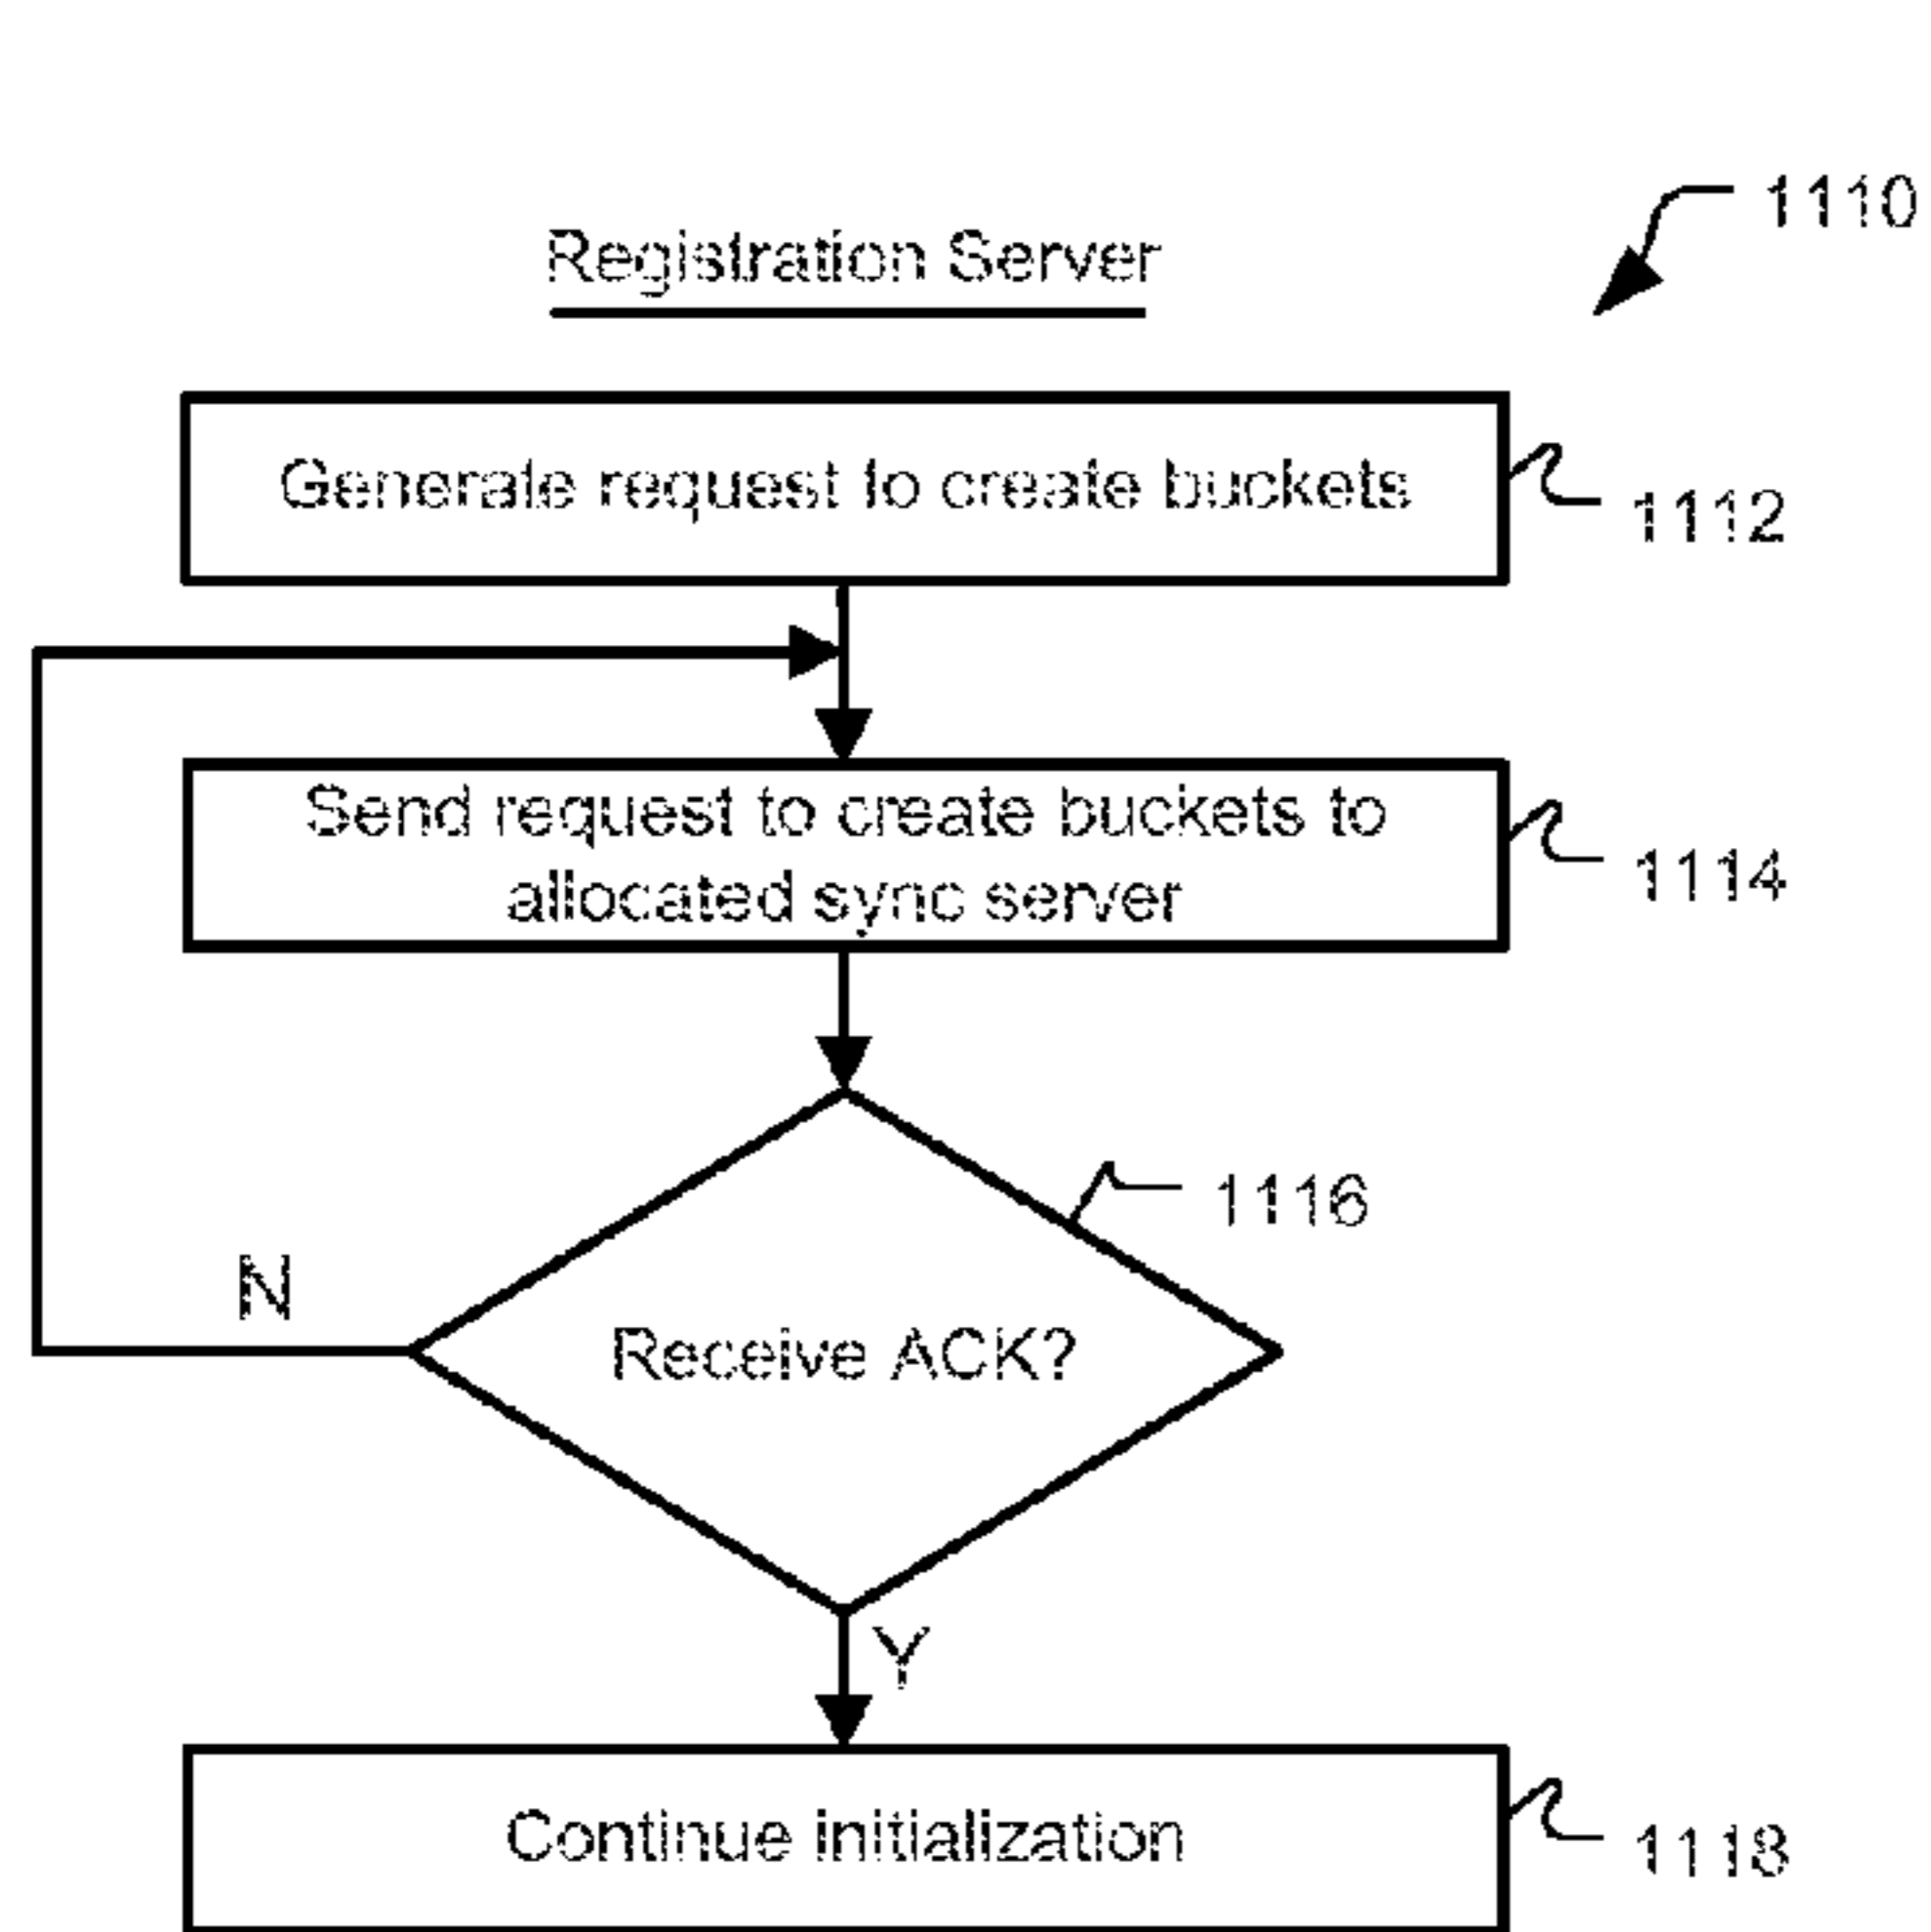 1110
Registration Server
Generate request to create buckets
1112
Send request to create buckets to
allocated sync server
1114
1116
N
Receive ACK?
Y
Continue initialization
1118